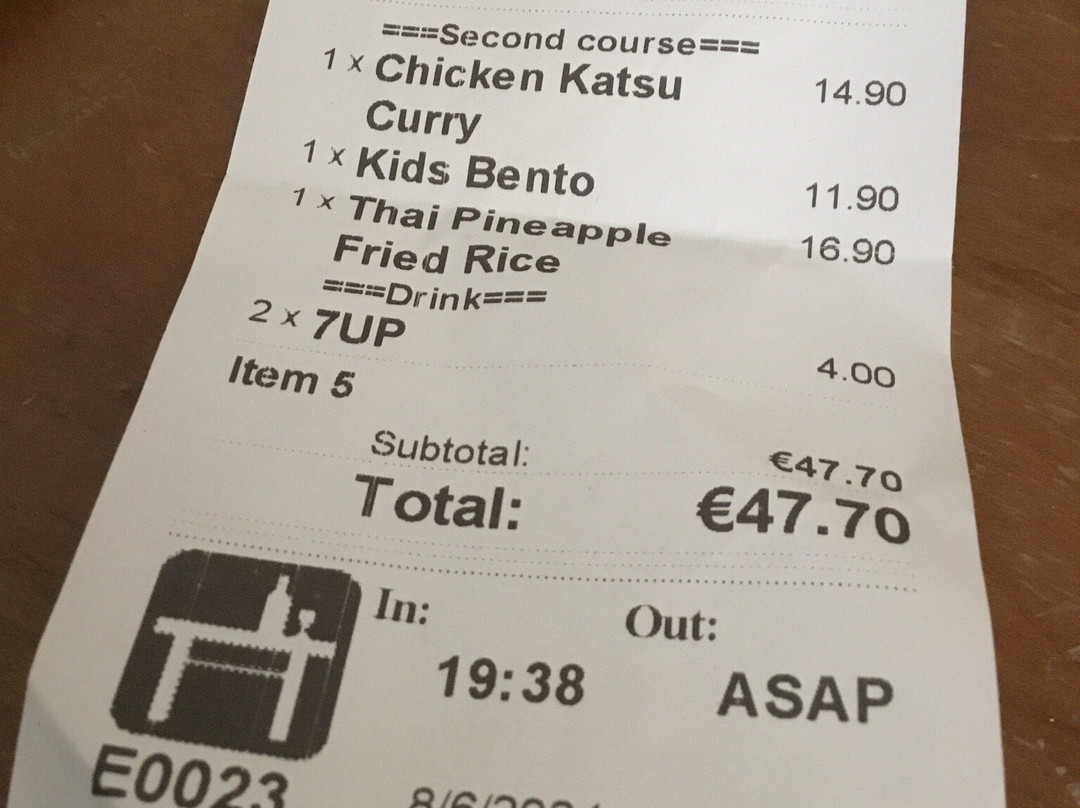 ===Second course===
1 x Chicken Katsu 14.90
Curry
1 x Kids Bento 11.90
1 x Thai Pineapple 16.90
Fried Rice
===Drink===
2 x 7UP 4.00
Item 5
Subtotal: €47.70
Total: €47.70
In: Out:
19:38 ASAP
E0023